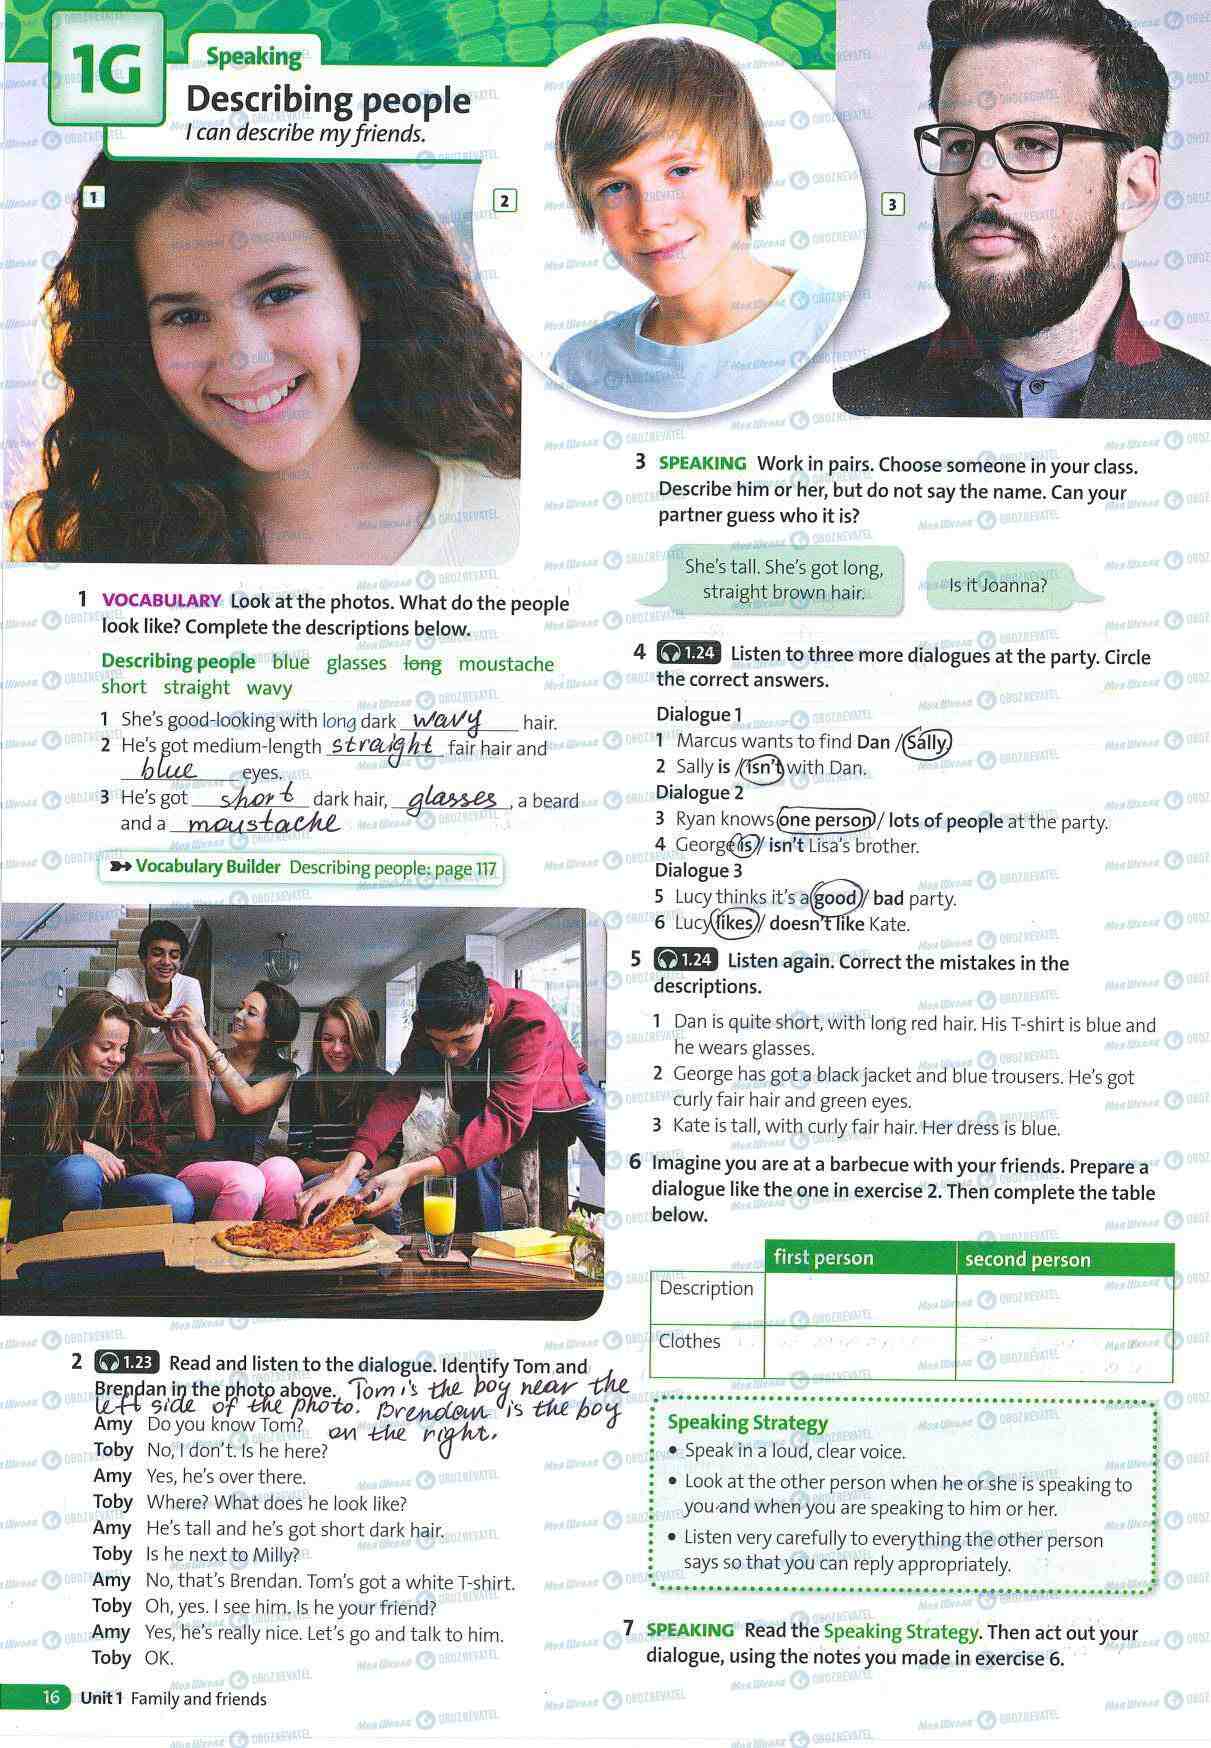 1G
Speaking
Describing people
I can describe my friends.
1
2
3
1 VOCABULARY Look at the photos. What do the people
look like? Complete the descriptions below.
Describing people blue glasses long moustache
short straight wavy
1 She's good-looking with long dark wavy hair.
2 He's got medium-length straight fair hair and
blue eyes.
3 He's got short dark hair, glasses, a beard
and a moustache
Vocabulary Builder Describing people: page 117
2 1.23 Read and listen to the dialogue. Identify Tom and
Brendan in the photo above. Tom is the boy near the
left side of the photo. Brendan is the boy
on the right.
Amy Do you know Tom?
Toby No, I don't. Is he here?
Amy Yes, he's over there.
Toby Where? What does he look like?
Amy He's tall and he's got short dark hair.
Toby Is he next to Milly?
Amy No, that's Brendan. Tom's got a white T-shirt.
Toby Oh, yes. I see him. Is he your friend?
Amy Yes, he's really nice. Let's go and talk to him.
Toby OK.
16 Unit 1 Family and friends
3 SPEAKING Work in pairs. Choose someone in your class.
Describe him or her, but do not say the name. Can your
partner guess who it is?
She's tall. She's got long,
straight brown hair.
Is it Joanna?
4 1.24 Listen to three more dialogues at the party. Circle
the correct answers.
Dialogue 1
1 Marcus wants to find Dan / Sally.
2 Sally is / isn't with Dan.
Dialogue 2
3 Ryan knows one person / lots of people at the party.
4 George is / isn't Lisa's brother.
Dialogue 3
5 Lucy thinks it's a good / bad party.
6 Lucy likes / doesn't like Kate.
5 1.24 Listen again. Correct the mistakes in the
descriptions.
1 Dan is quite short, with long red hair. His T-shirt is blue and
he wears glasses.
2 George has got a black jacket and blue trousers. He's got
curly fair hair and green eyes.
3 Kate is tall, with curly fair hair. Her dress is blue.
6 Imagine you are at a barbecue with your friends. Prepare a
dialogue like the one in exercise 2. Then complete the table
below.
first person second person
Description
Clothes
Speaking Strategy
• Speak in a loud, clear voice.
• Look at the other person when he or she is speaking to
you and when you are speaking to him or her.
• Listen very carefully to everything the other person
says so that you can reply appropriately.
7 SPEAKING Read the Speaking Strategy. Then act out your
dialogue, using the notes you made in exercise 6.
Моя Школа OBOZREVATEL